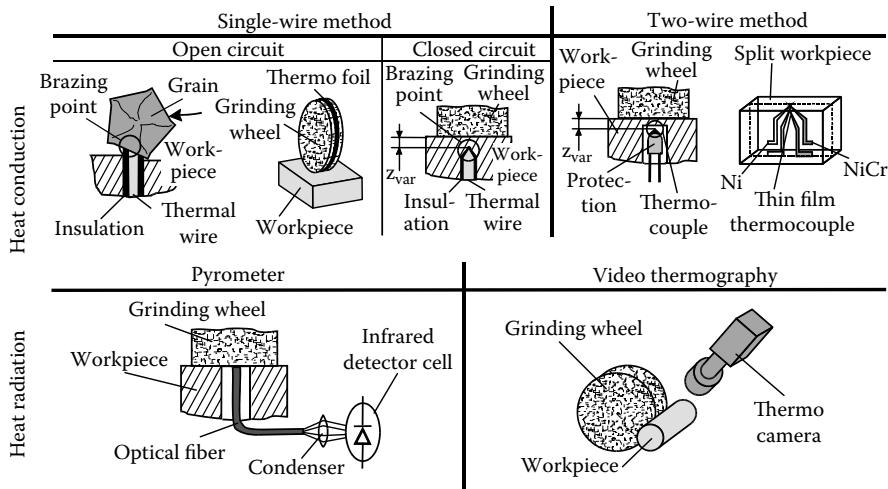 Single-wire method
Two-wire method
Open circuit
Closed circuit
Heat conduction
Brazing
point
Grain
Work-
piece
Insulation
Thermal
wire
Thermo foil
Grinding
wheel
Workpiece
Brazing
point
Grinding
wheel
z_var
Work-
piece
Insul-
ation
Thermal
wire
Work-
piece
Grinding
wheel
z_var
Protec-
tion
Thermo-
couple
Split workpiece
Ni
NiCr
Thin film
thermocouple
Pyrometer
Video thermography
Heat radiation
Grinding wheel
Workpiece
Infrared
detector cell
Optical fiber
Condenser
Grinding wheel
Workpiece
Thermo
camera